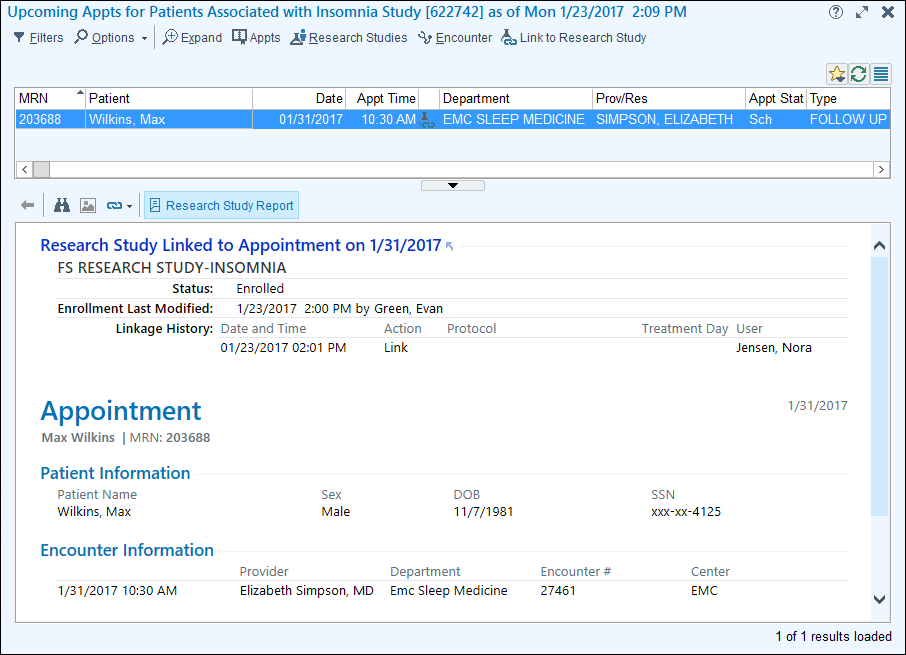 Upcoming Appts for Patients Associated with Insomnia Study [622742] as of Mon 1/23/2017 2:09 PM
Filters Options Expand Appts Research Studies Encounter Link to Research Study
MRN Patient Date Appt Time Department Prov/Res Appt Stat Type
203688 Wilkins, Max 01/31/2017 10:30 AM EMC SLEEP MEDICINE SIMPSON, ELIZABETH Sch FOLLOW UP
Research Study Report
Research Study Linked to Appointment on 1/31/2017
FS RESEARCH STUDY-INSOMNIA
Status: Enrolled
Enrollment Last Modified: 1/23/2017 2:00 PM by Green, Evan
Linkage History: Date and Time Action Protocol Treatment Day User
01/23/2017 02:01 PM Link Jensen, Nora
Appointment 1/31/2017
Max Wilkins | MRN: 203688
Patient Information
Patient Name Sex DOB SSN
Wilkins, Max Male 11/7/1981 xxx-xx-4125
Encounter Information
Provider Department Encounter # Center
1/31/2017 10:30 AM Elizabeth Simpson, MD Emc Sleep Medicine 27461 EMC
1 of 1 results loaded